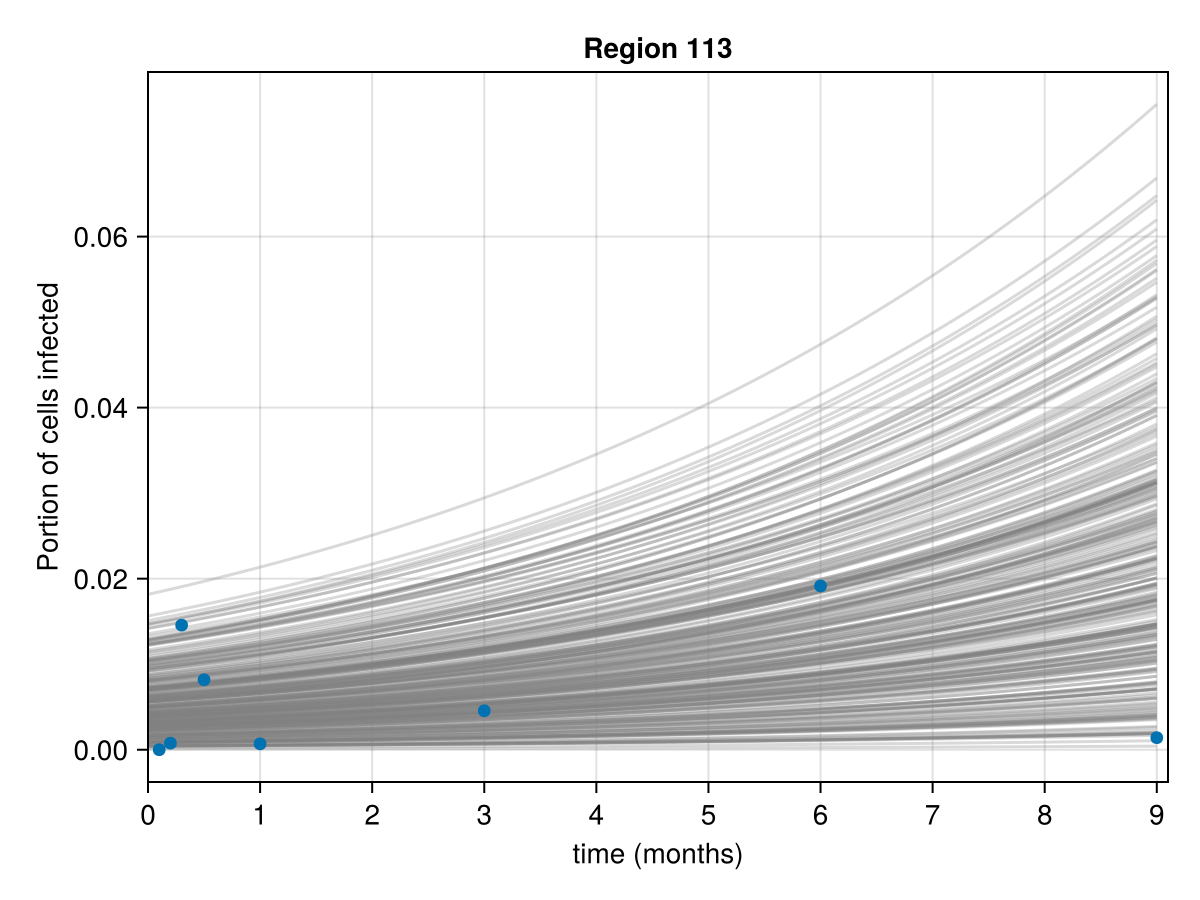 Region 113
Portion of cells infected
0.06
0.04
0.02
0.00
0 1 2 3 4 5 6 7 8 9
time (months)